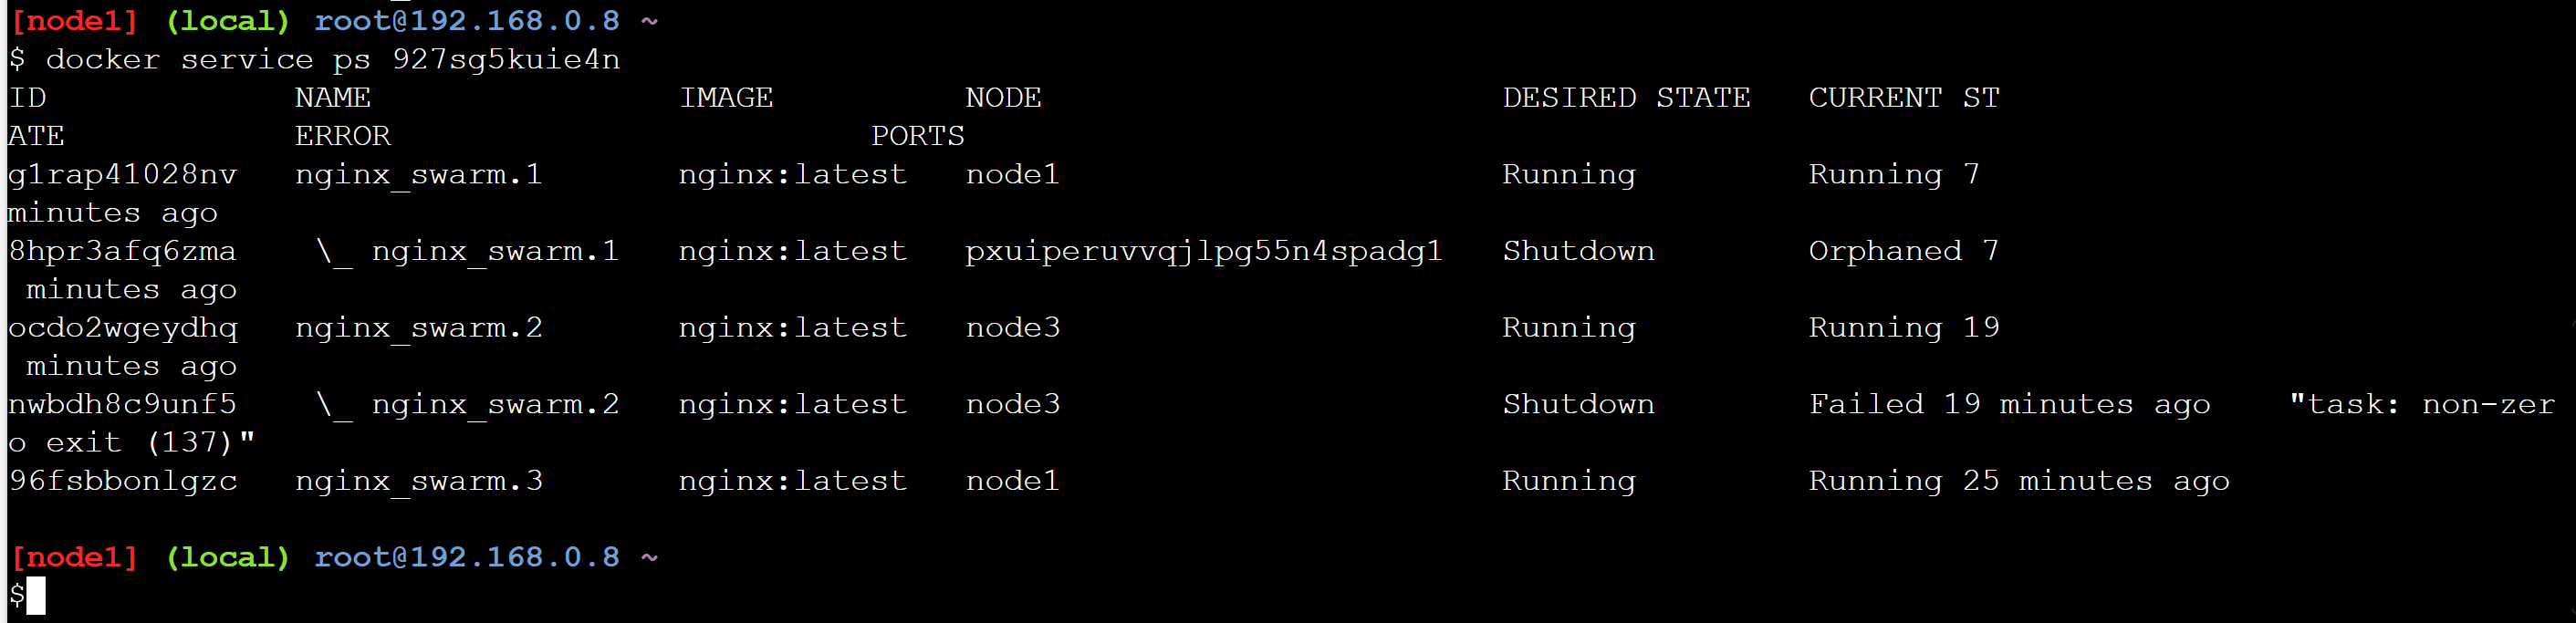 [node1] (local) root@192.168.0.8 ~
$ docker service ps 927sg5kuie4n
ID             NAME                IMAGE          NODE                        DESIRED STATE   CURRENT ST
ATE            ERROR                         PORTS
g1rap41028nv   nginx_swarm.1       nginx:latest   node1                       Running         Running 7
minutes ago
8hpr3afq6zma    \_ nginx_swarm.1   nginx:latest   pxuiperuvvqjlpg55n4spadg1   Shutdown        Orphaned 7
 minutes ago
ocdo2wgeydhq   nginx_swarm.2       nginx:latest   node3                       Running         Running 19
 minutes ago
nwbdh8c9unf5    \_ nginx_swarm.2   nginx:latest   node3                       Shutdown        Failed 19 minutes ago    "task: non-zer
o exit (137)"
96fsbbonlgzc   nginx_swarm.3       nginx:latest   node1                       Running         Running 25 minutes ago
[node1] (local) root@192.168.0.8 ~
$